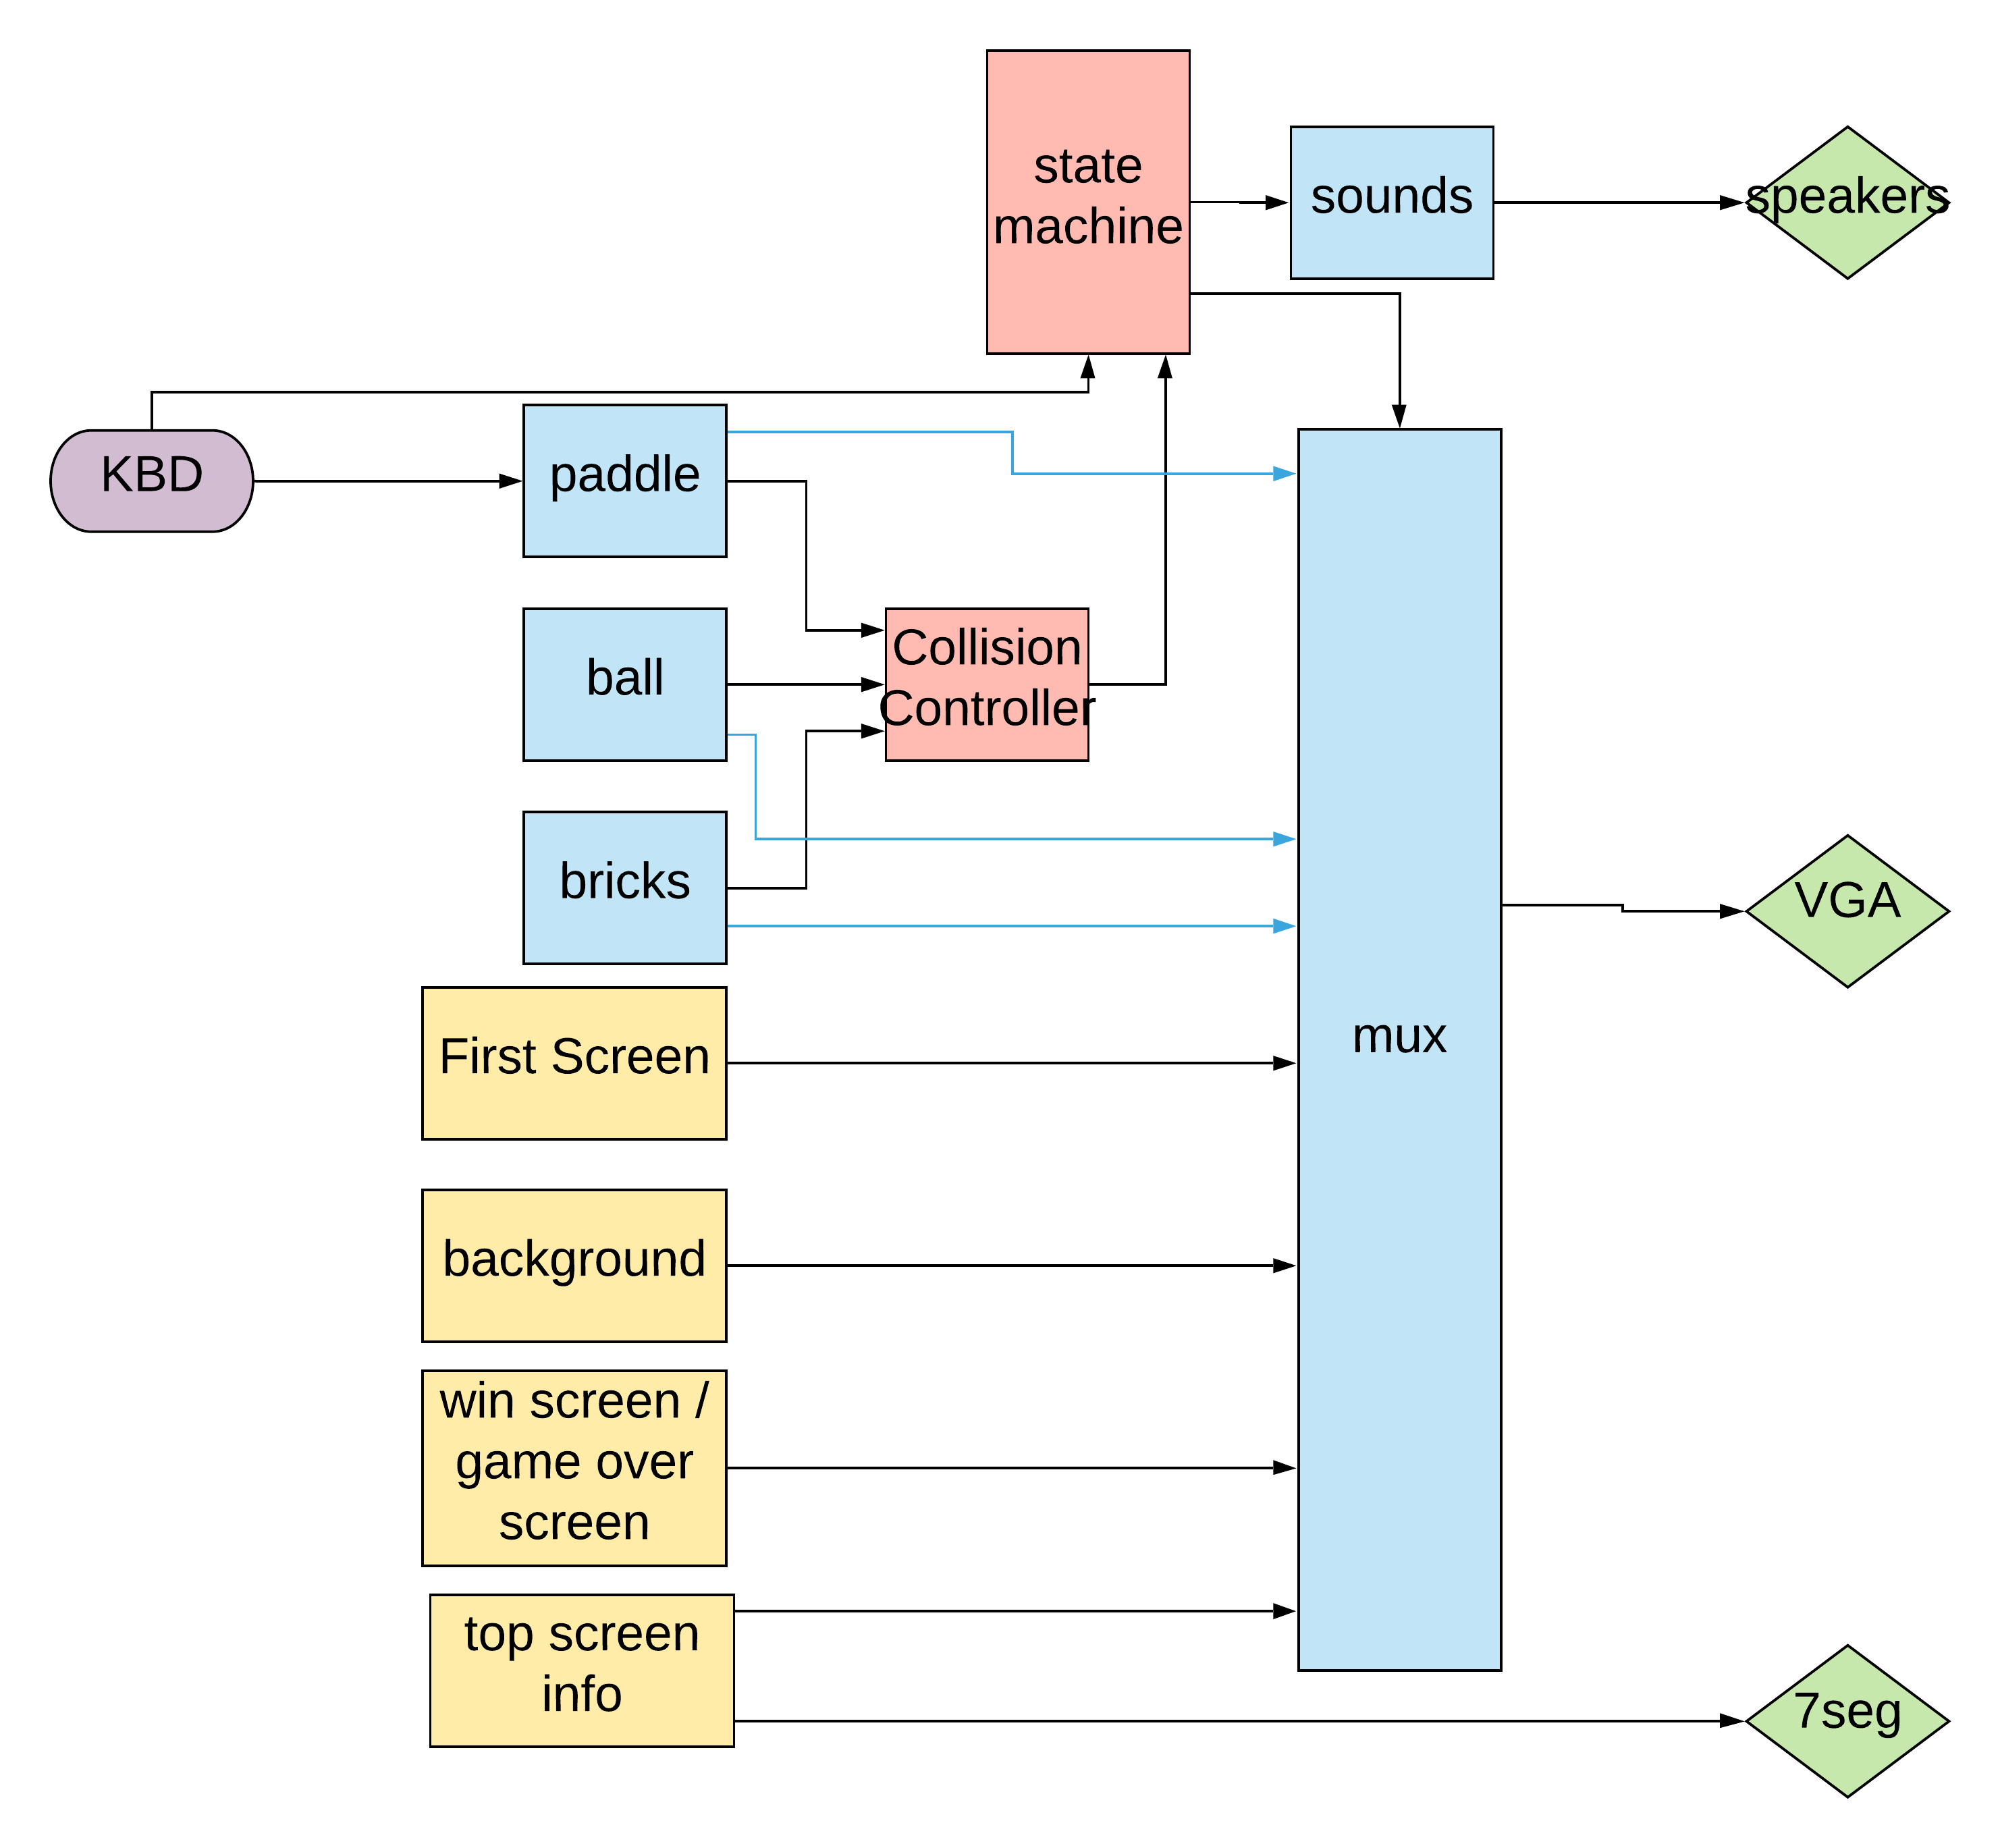 state
machine
sounds
speakers
KBD
paddle
ball
Collision
Controller
bricks
VGA
First Screen
mux
background
win screen /
game over
screen
top screen
info
7seg